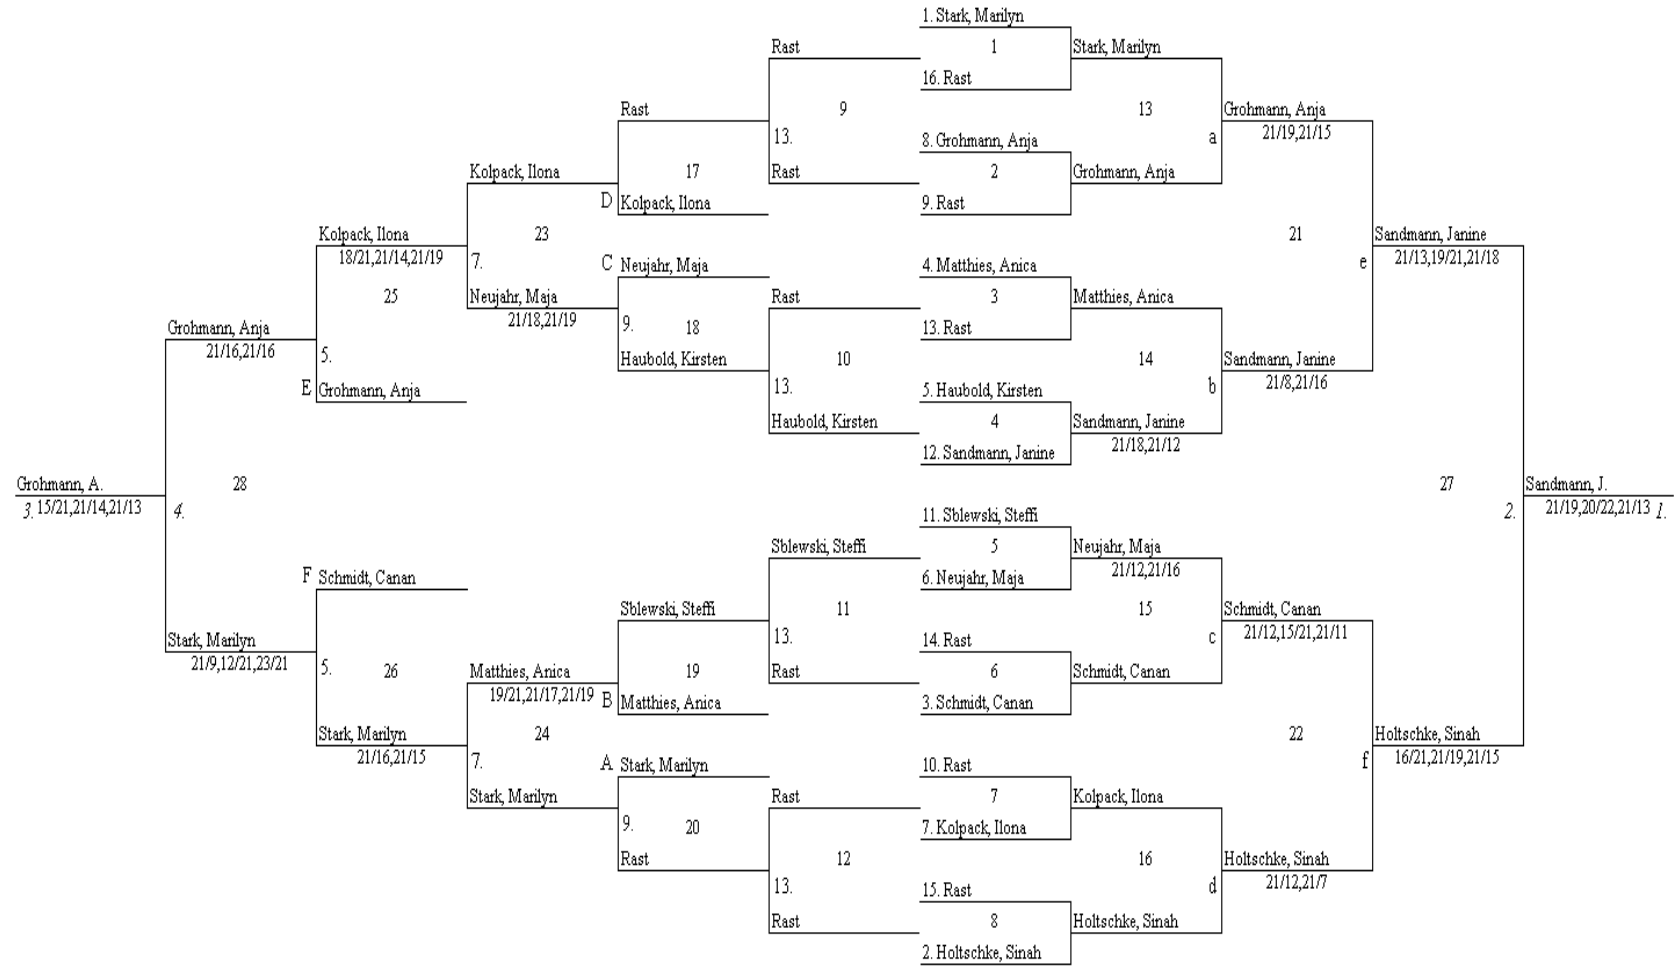 1. Stark, Marilyn
Rast 1 Stark, Marilyn
16. Rast
Rast 9 13 Grohmann, Anja
13. 8. Grohmann, Anja a 21/19,21/15
Kolpack, Ilona 17 Rast 2 Grohmann, Anja
D Kolpack, Ilona 9. Rast
Kolpack, Ilona 23 21 Sandmann, Janine
18/21,21/14,21/19 7. C Neujahr, Maja 4. Matthies, Anica e 21/13,19/21,21/18
25 Neujahr, Maja Rast 3 Matthies, Anica
21/18,21/19
Grohmann, Anja 9. 18 13. Rast
21/16,21/16 5. Haubold, Kirsten 10 14 Sandmann, Janine
E Grohmann, Anja 13. 5. Haubold, Kirsten b 21/8,21/16
Haubold, Kirsten 4 Sandmann, Janine
12. Sandmann, Janine 21/18,21/12
Grohmann, A. 28 27 Sandmann, J.
3. 15/21,21/14,21/13 4. 2. 21/19,20/22,21/13 1.
11. Sblewski, Steffi
Sblewski, Steffi 5 Neujahr, Maja
F Schmidt, Canan 6. Neujahr, Maja 21/12,21/16
Sblewski, Steffi 11 15 Schmidt, Canan
Stark, Marilyn 13. 14. Rast c 21/12,15/21,21/11
21/9,12/21,23/21 5. 26 Matthies, Anica 19 Rast 6 Schmidt, Canan
19/21,21/17,21/19 B Matthies, Anica 3. Schmidt, Canan
Stark, Marilyn 24 22 Holtschke, Sinah
21/16,21/15 7. A Stark, Marilyn 10. Rast f 16/21,21/19,21/15
Stark, Marilyn Rast 7 Kolpack, Ilona
9. 20 7. Kolpack, Ilona
Rast 12 16 Holtschke, Sinah
13. 15. Rast d 21/12,21/7
Rast 8 Holtschke, Sinah
2. Holtschke, Sinah